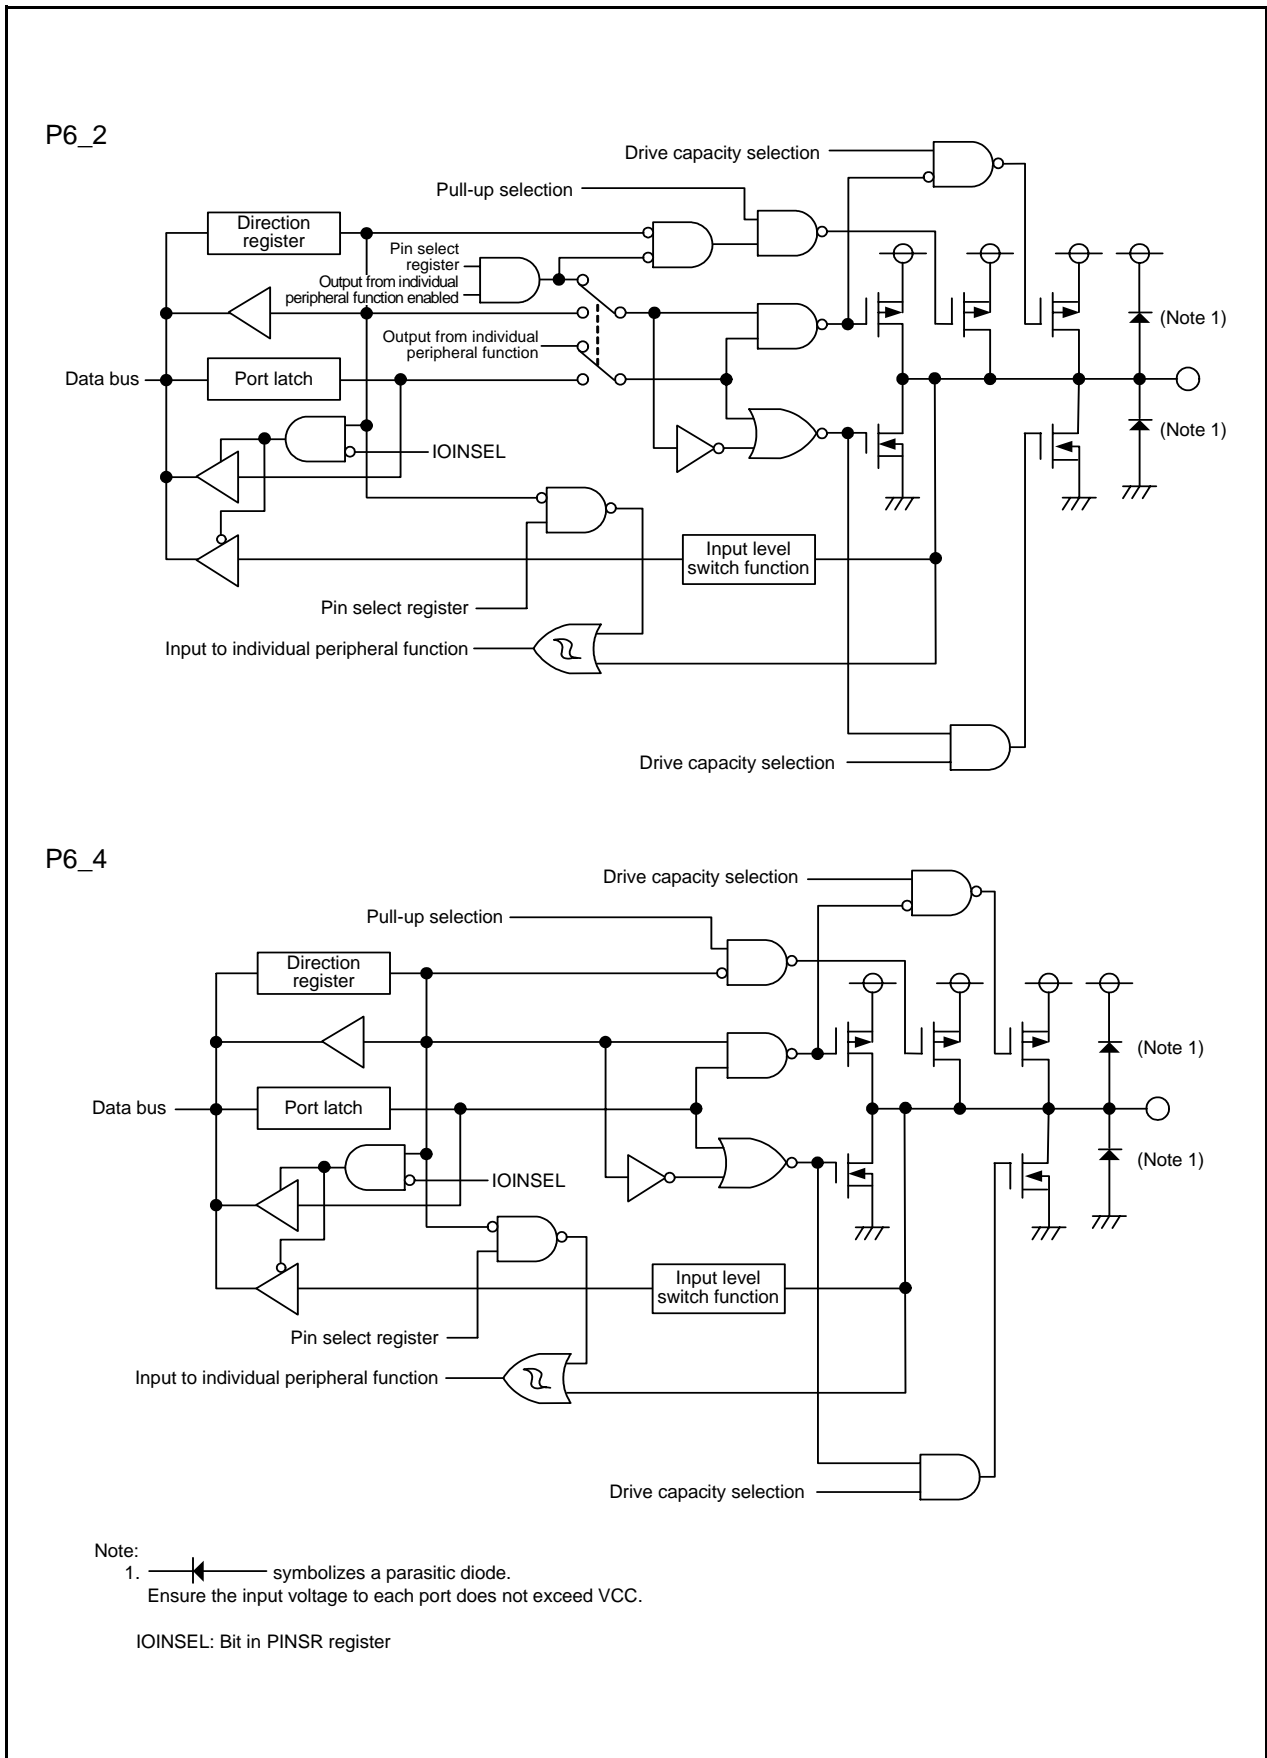 P6_2
Drive capacity selection
Pull-up selection
Direction
register
Pin select
register
Output from individual
peripheral function enabled
(Note 1)
Output from individual
peripheral function
Data bus
Port latch
(Note 1)
IOINSEL
Input level
switch function
Pin select register
Input to individual peripheral function
Drive capacity selection
P6_4
Drive capacity selection
Pull-up selection
Direction
register
(Note 1)
Data bus
Port latch
(Note 1)
IOINSEL
Input level
switch function
Pin select register
Input to individual peripheral function
Drive capacity selection
Note:
1. symbolizes a parasitic diode.
Ensure the input voltage to each port does not exceed VCC.
IOINSEL: Bit in PINSR register